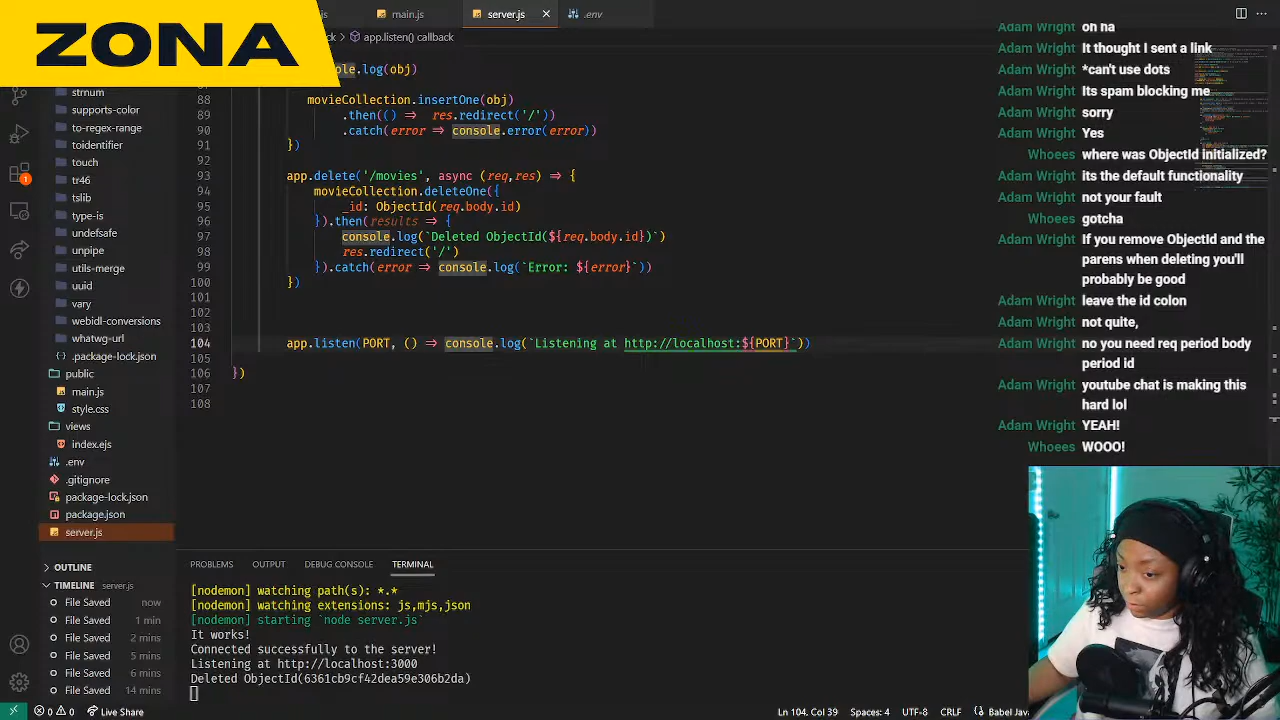 ZONA
main.js
server.js
.env
app.listen() callback
log(obj)
88 movieCollection.insertOne(obj)
89 .then(() => res.redirect('/'))
90 .catch(error => console.error(error))
91 })
92
93 app.delete('/movies', async (req,res) => {
94 movieCollection.deleteOne({
95 id: ObjectId(req.body.id)
96 }).then(results => {
97 console.log(`Deleted ObjectId(${req.body.id})`)
98 res.redirect('/')
99 }).catch(error => console.log(`Error: ${error}`))
100 })
101
102
103
104 app.listen(PORT, () => console.log(`Listening at http://localhost:${PORT}`))
105
106 })
107
108
strnum
supports-color
to-regex-range
toidentifier
touch
tr46
tslib
type-is
undefsafe
unpipe
utils-merge
uuid
vary
webidl-conversions
whatwg-url
.package-lock.json
public
main.js
style.css
views
index.ejs
.env
.gitignore
package-lock.json
package.json
server.js
OUTLINE
TIMELINE server.js
File Saved now
File Saved 1 min
File Saved 2 mins
File Saved 5 mins
File Saved 6 mins
File Saved 14 mins
1
PROBLEMS OUTPUT DEBUG CONSOLE TERMINAL
[nodemon] watching path(s): *.*
[nodemon] watching extensions: js,mjs,json
[nodemon] starting `node server.js`
It works!
Connected successfully to the server!
Listening at http://localhost:3000
Deleted ObjectId(6361cb9cf42dea59e306b2da)
Adam Wright oh ha
Adam Wright It thought I sent a link
Adam Wright *can't use dots
Adam Wright Its spam blocking me
Adam Wright sorry
Adam Wright Yes
Whoees where was ObjectId initialized?
Adam Wright its the default functionality
Adam Wright not your fault
Whoees gotcha
Adam Wright If you remove ObjectId and the
parens when deleting you'll
probably be good
Adam Wright leave the id colon
Adam Wright not quite,
Adam Wright no you need req period body
period id
Adam Wright youtube chat is making this
hard lol
Adam Wright YEAH!
Whoees WOOO!
0 0 Live Share
Ln 104, Col 39 Spaces: 4 UTF-8 CRLF Babel Jav